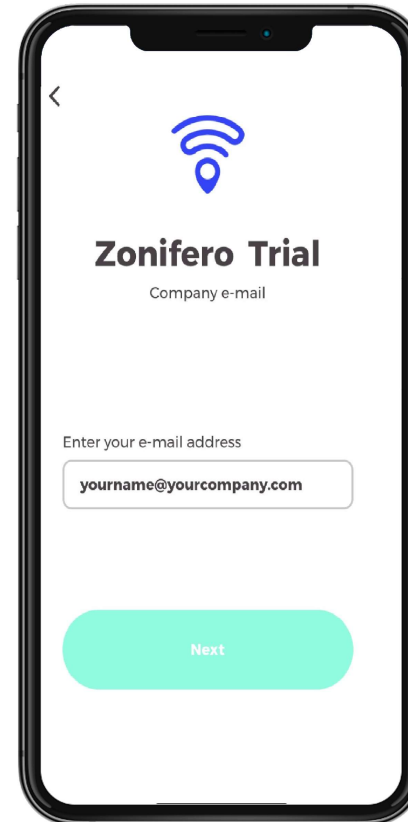 Zonifero Trial
Company e-mail
Enter your e-mail address
yourname@yourcompany.com
Next